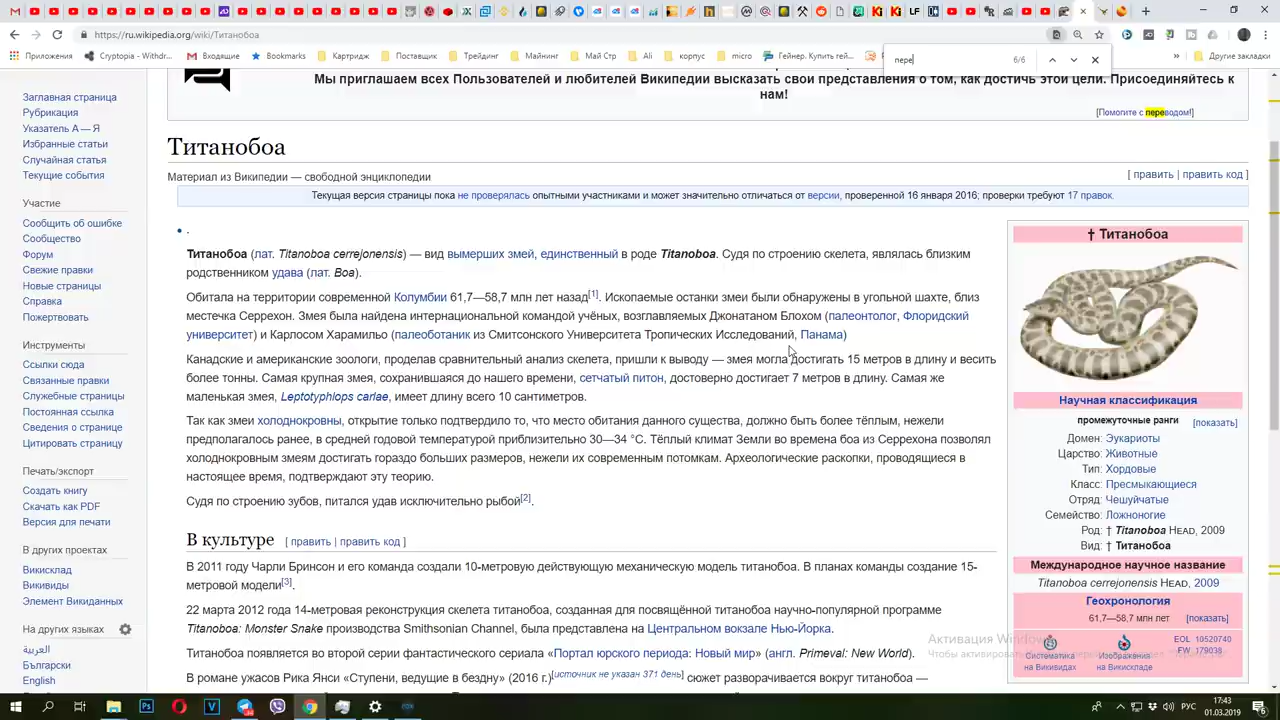 https://ru.wikipedia.org/wiki/Титанобоа
Приложения
Cryptopia - Withdr...
Входящие
Bookmarks
Картридж
Поставщик
Трейдинг
Майнинг
Май Стр
Ali
корпус
micro
Гейнер. Купить гей...
Другие закладки
пере
6/6
Мы приглашаем всех Пользователей и любителей Википедии высказать свои представления о том, как достичь этой цели. Присоединяйтесь к
нам!
[Помогите с переводом!]
Заглавная страница
Рубрикация
Указатель А — Я
Избранные статьи
Случайная статья
Текущие события
Участие
Сообщить об ошибке
Сообщество
Форум
Свежие правки
Новые страницы
Справка
Пожертвовать
Инструменты
Ссылки сюда
Связанные правки
Служебные страницы
Постоянная ссылка
Сведения о странице
Цитировать страницу
Печать/экспорт
Создать книгу
Скачать как PDF
Версия для печати
В других проектах
Викисклад
Викивиды
Элемент Викиданных
На других языках
العربية
Български
English
Титанобоа
Материал из Википедии — свободной энциклопедии
[ править | править код ]
Текущая версия страницы пока не проверялась опытными участниками и может значительно отличаться от версии, проверенной 16 января 2016; проверки требуют 17 правок.
• .
Титанобоа (лат. Titanoboa cerrejonensis) — вид вымерших змей, единственный в роде Titanoboa. Судя по строению скелета, являлась близким
родственником удава (лат. Boa).
Обитала на территории современной Колумбии 61,7—58,7 млн лет назад[1]. Ископаемые останки змеи были обнаружены в угольной шахте, близ
местечка Серрехон. Змея была найдена интернациональной командой учёных, возглавляемых Джонатаном Блохом (палеонтолог, Флоридский
университет) и Карлосом Харамильо (палеоботаник из Смитсонского Университета Тропических Исследований, Панама)
Канадские и американские зоологи, проделав сравнительный анализ скелета, пришли к выводу — змея могла достигать 15 метров в длину и весить
более тонны. Самая крупная змея, сохранившаяся до нашего времени, сетчатый питон, достоверно достигает 7 метров в длину. Самая же
маленькая змея, Leptotyphlops carlae, имеет длину всего 10 сантиметров.
Так как змеи холоднокровны, открытие только подтвердило то, что место обитания данного существа, должно быть более тёплым, нежели
предполагалось ранее, в средней годовой температурой приблизительно 30—34 °C. Тёплый климат Земли во времена боа из Серрехона позволял
холоднокровным змеям достигать гораздо больших размеров, нежели их современным потомкам. Археологические раскопки, проводящиеся в
настоящее время, подтверждают эту теорию.
Судя по строению зубов, питался удав исключительно рыбой[2].
В культуре [ править | править код ]
В 2011 году Чарли Бринсон и его команда создали 10-метровую действующую механическую модель титанобоа. В планах команды создание 15-
метровой модели[3].
22 марта 2012 года 14-метровая реконструкция скелета титанобоа, созданная для посвящённой титанобоа научно-популярной программе
Titanoboa: Monster Snake производства Smithsonian Channel, была представлена на Центральном вокзале Нью-Йорка.
Титанобоа появляется во второй серии фантастического сериала «Портал юрского периода: Новый мир» (англ. Primeval: New World).
В романе ужасов Рика Янси «Ступени, ведущие в бездну» (2016 г.)[источник не указан 371 день] сюжет разворачивается вокруг титанобоа —
† Титанобоа
Научная классификация
промежуточные ранги [показать]
Домен: Эукариоты
Царство: Животные
Тип: Хордовые
Класс: Пресмыкающиеся
Отряд: Чешуйчатые
Семейство: Ложноногие
Род: † Titanoboa HEAD, 2009
Вид: † Титанобоа
Международное научное название
Titanoboa cerrejonensis HEAD, 2009
Геохронология
61,7—58,7 млн лет [показать]
Систематика
на Викивидах
Изображения
на Викискладе
EOL 10520740
FW 179038
Активация Windows
РУС
17:43
01.03.2019